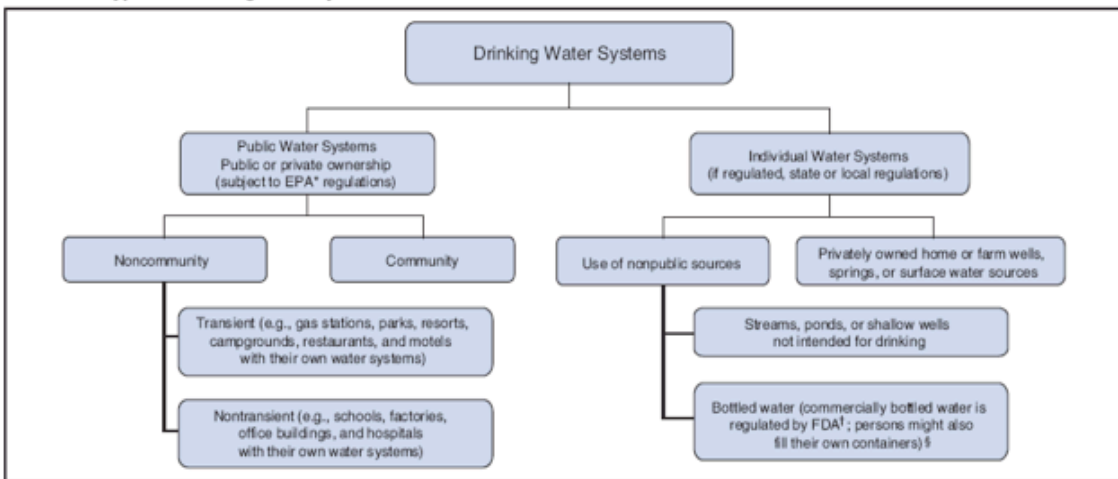 Drinking Water Systems
Public Water Systems
Public or private ownership
(subject to EPA* regulations)
Individual Water Systems
(if regulated, state or local regulations)
Noncommunity
Community
Use of nonpublic sources
Privately owned home or farm wells,
springs, or surface water sources
Transient (e.g., gas stations, parks, resorts,
campgrounds, restaurants, and motels
with their own water systems)
Streams, ponds, or shallow wells
not intended for drinking
Nontransient (e.g., schools, factories,
office buildings, and hospitals
with their own water systems)
Bottled water (commercially bottled water is
regulated by FDA†; persons might also
fill their own containers)§